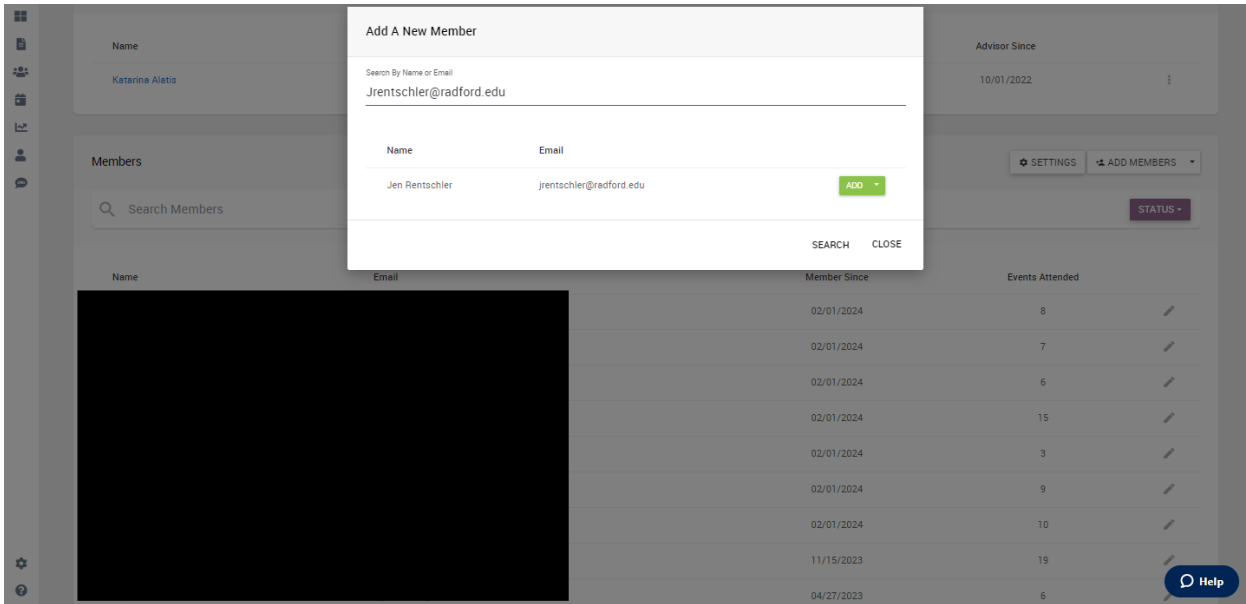 Add A New Member
Search By Name or Email
Jrentschler@radford.edu
Name Email
Jen Rentschler jrentschler@radford.edu ADD
SEARCH CLOSE
Name Advisor Since
Katarina Alatis 10/01/2022
Members SETTINGS ADD MEMBERS
Search Members STATUS
Name Email Member Since Events Attended
02/01/2024 8
02/01/2024 7
02/01/2024 6
02/01/2024 15
02/01/2024 3
02/01/2024 9
02/01/2024 10
11/15/2023 19
04/27/2023 6
Help